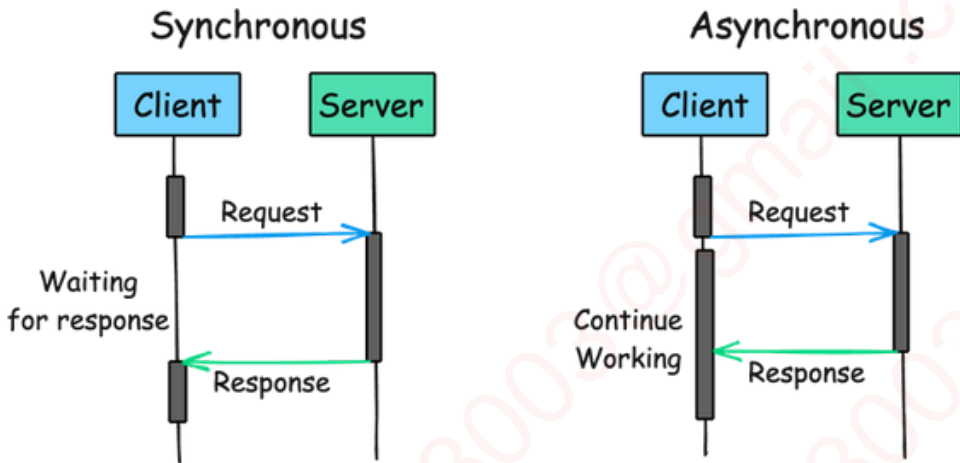 Synchronous
Asynchronous
Client
Server
Client
Server
Request
Request
Waiting
for response
Continue
Working
Response
Response